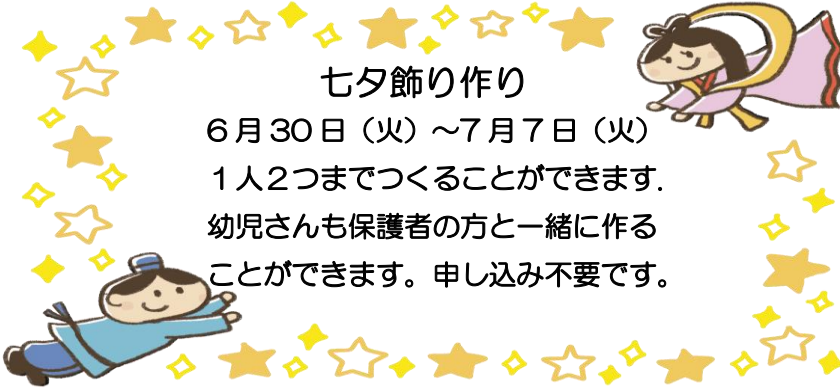 七夕飾り作り
６月30日（火）～７月７日（火）
１人２つまでつくることができます.
幼児さんも保護者の方と一緒に作る
ことができます。申し込み不要です。